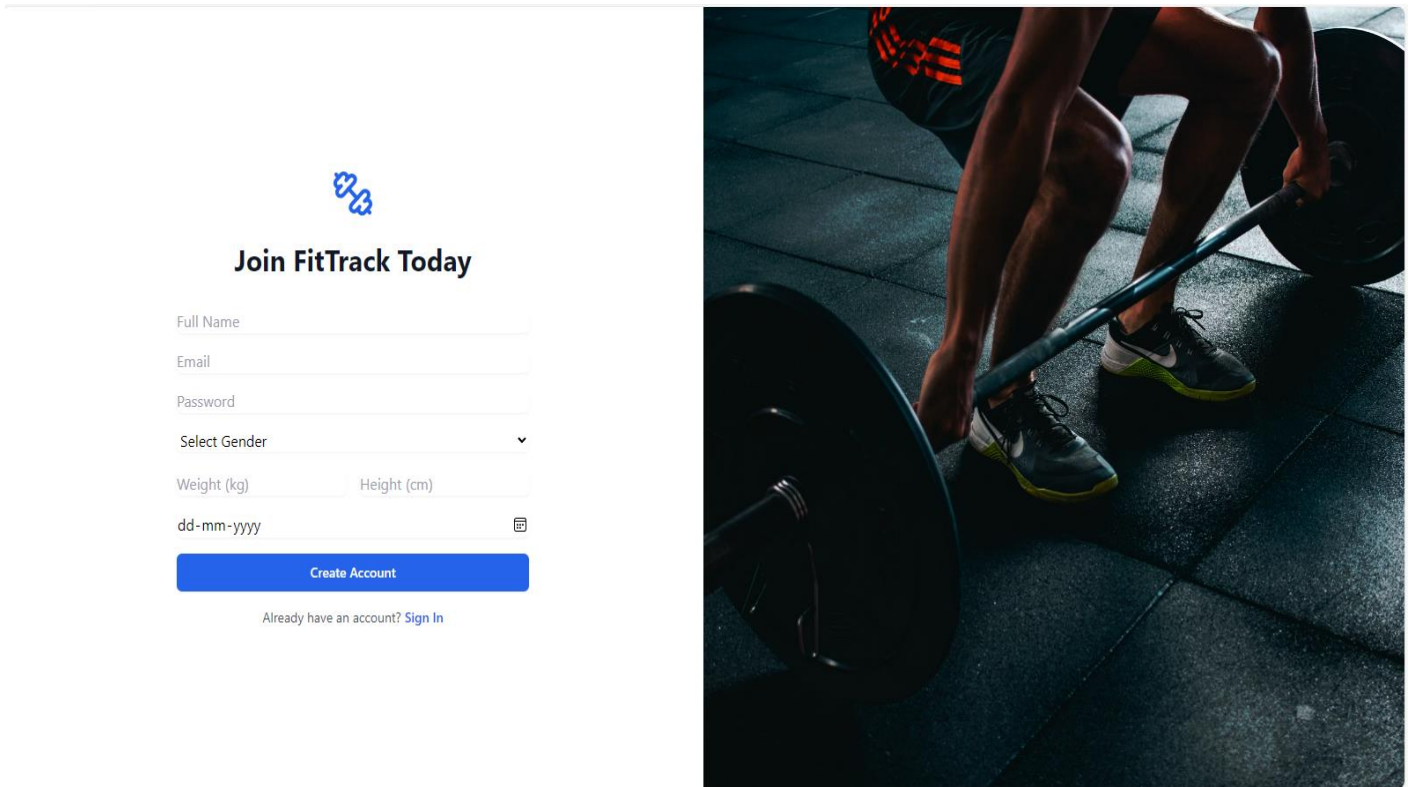 Join FitTrack Today
Full Name
Email
Password
Select Gender
Weight (kg) Height (cm)
dd-mm-yyyy
Create Account
Already have an account? Sign In